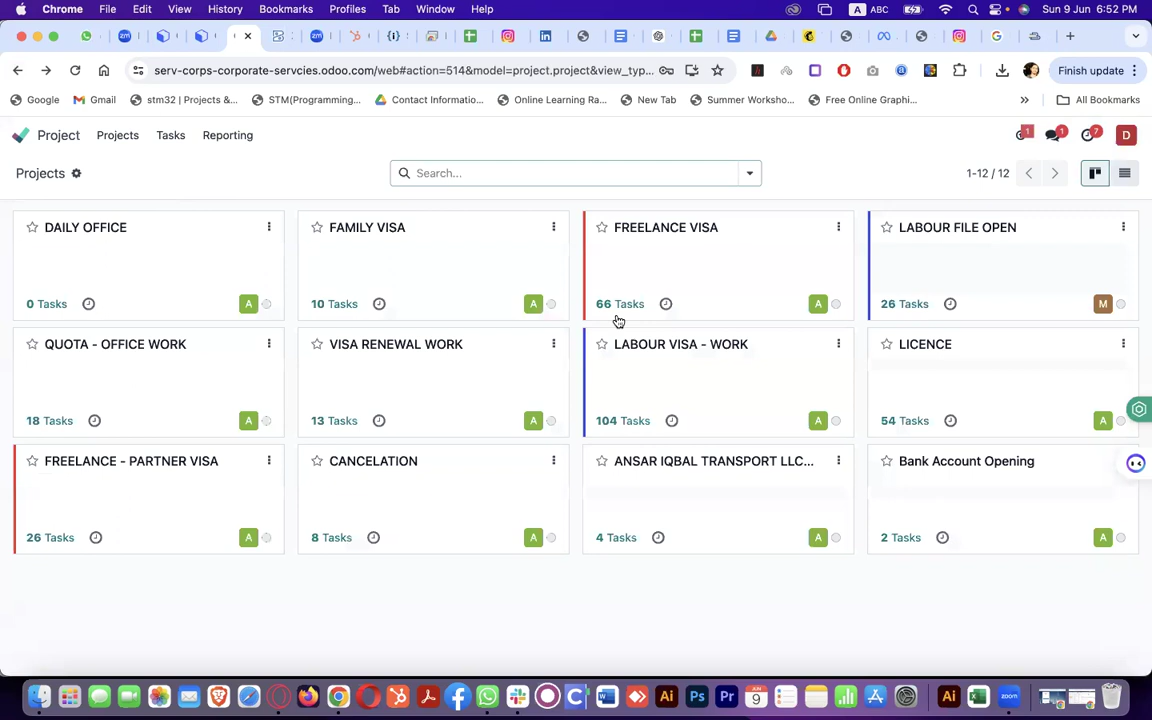 Chrome File Edit View History Bookmarks Profiles Tab Window Help A ABC Sun 9 Jun 6:52 PM
serv-corps-corporate-servcies.odoo.com/web#action=514&model=project.project&view_typ... Finish update
Google Gmail stm32 | Projects &... STM(Programming... Contact Informatio... Online Learning Ra... New Tab Summer Worksho... Free Online Graphi... » All Bookmarks
Project Projects Tasks Reporting 1 1 7 D
Projects Search... 1-12 / 12
DAILY OFFICE FAMILY VISA FREELANCE VISA LABOUR FILE OPEN
0 Tasks A 10 Tasks A 66 Tasks A 26 Tasks M
QUOTA - OFFICE WORK VISA RENEWAL WORK LABOUR VISA - WORK LICENCE
18 Tasks A 13 Tasks A 104 Tasks A 54 Tasks A
FREELANCE - PARTNER VISA CANCELATION ANSAR IQBAL TRANSPORT LLC... Bank Account Opening
26 Tasks A 8 Tasks A 4 Tasks A 2 Tasks A